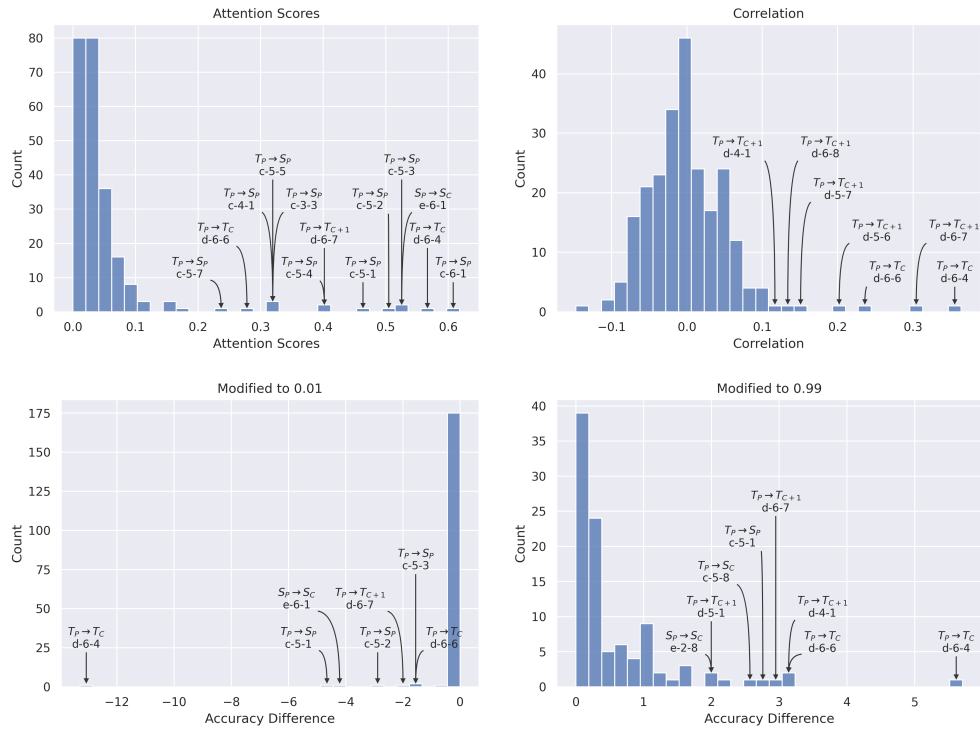 Attention Scores
Count
80
70
60
50
40
30
20
10
0
T_P→S_P
c-5-5
T_P→S_P
c-5-3
T_P→S_P
c-4-1
T_P→S_P
c-3-3
T_P→S_P
c-5-2
S_P→S_C
e-6-1
T_P→T_C
d-6-6
T_P→T_{C+1}
d-6-7
T_P→T_C
d-6-4
T_P→S_P
c-5-7
c-5-4
T_P→S_P
c-5-1
T_P→S_P
c-6-1
0.0
0.1
0.2
0.3
0.4
0.5
0.6
Attention Scores
Correlation
Count
40
30
20
10
0
T_P→T_{C+1}
d-4-1
T_P→T_{C+1}
d-6-8
T_P→T_{C+1}
d-5-7
T_P→T_{C+1}
d-5-6
T_P→T_{C+1}
d-6-7
T_P→T_C
d-6-6
T_P→T_C
d-6-4
−0.1
0.0
0.1
0.2
0.3
Correlation
Modified to 0.01
Count
175
150
125
100
75
50
25
0
T_P→S_P
c-5-3
S_P→S_C
e-6-1
T_P→T_{C+1}
d-6-7
T_P→T_C
d-6-4
T_P→S_P
c-5-1
T_P→S_P
c-5-2
T_P→T_C
d-6-6
−12
−10
−8
−6
−4
−2
0
Accuracy Difference
Modified to 0.99
Count
40
35
30
25
20
15
10
5
0
T_P→T_{C+1}
d-6-7
T_P→S_P
c-5-1
T_P→S_C
c-5-8
T_P→T_{C+1}
d-5-1
T_P→T_{C+1}
d-4-1
S_P→S_C
e-2-8
T_P→T_C
d-6-6
T_P→T_C
d-6-4
0
1
2
3
4
5
Accuracy Difference